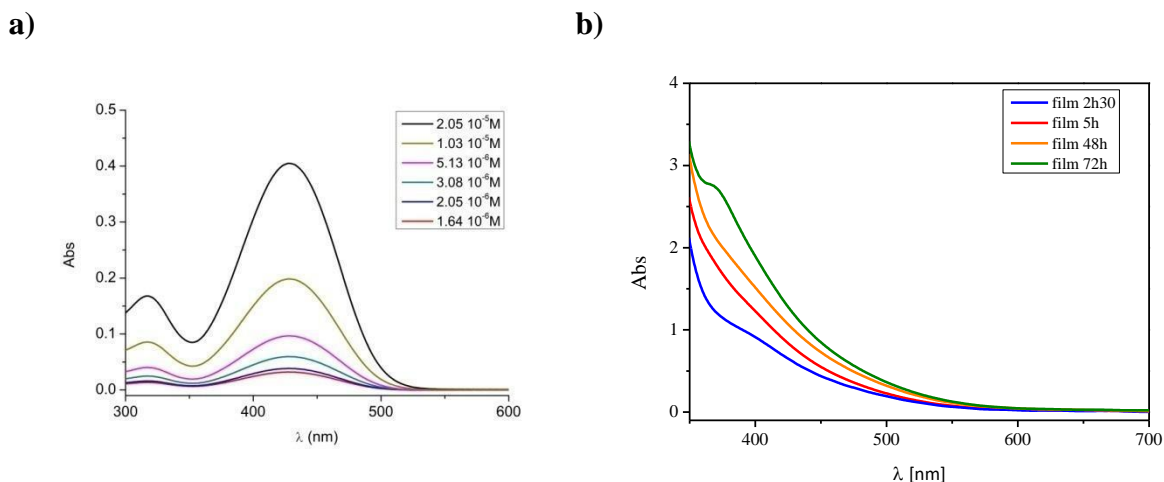 a)
b)
0.5
0.4
0.3
0.2
0.1
0.0
Abs
300
400
500
600
λ (nm)
2.05 10⁻⁵M
1.03 10⁻⁵M
5.13 10⁻⁶M
3.08 10⁻⁶M
2.05 10⁻⁶M
1.64 10⁻⁶M
4
3
2
1
0
Abs
400
500
600
700
λ [nm]
film 2h30
film 5h
film 48h
film 72h